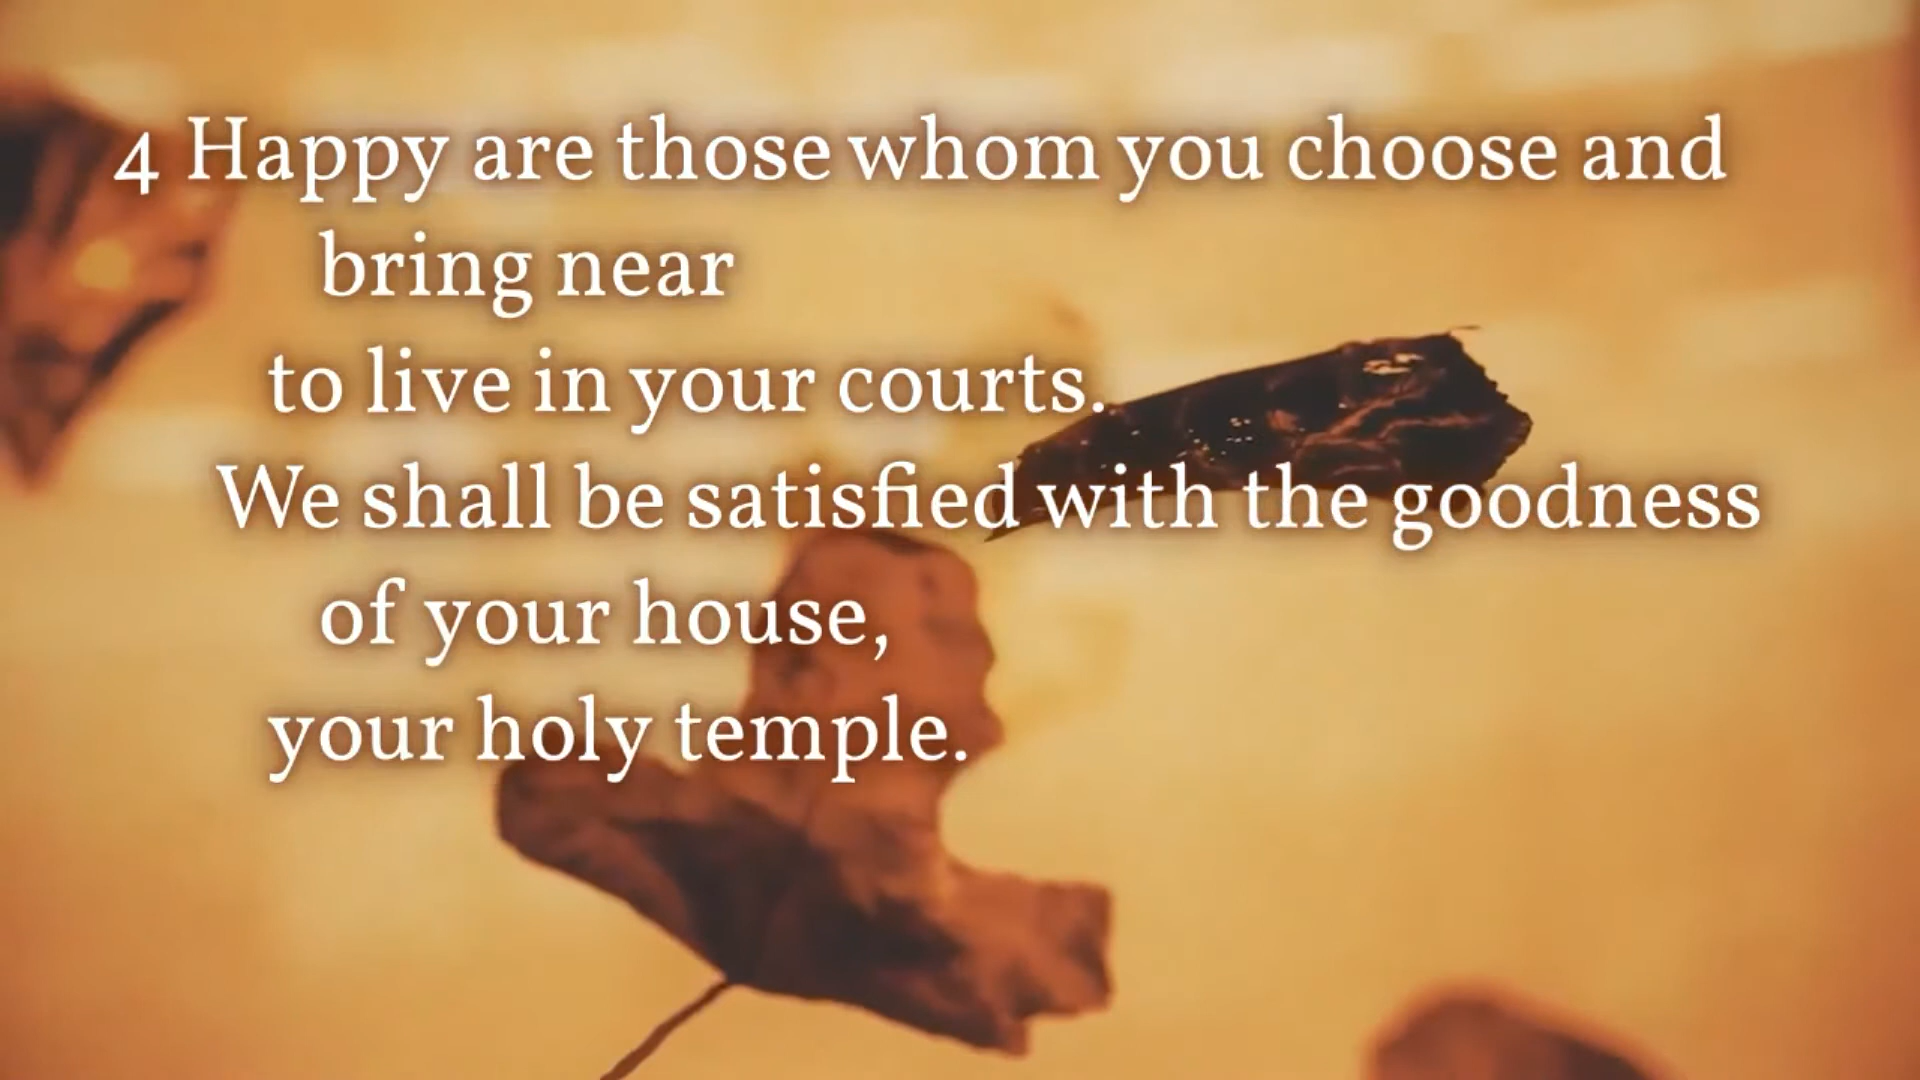 4 Happy are those whom you choose and
bring near
to live in your courts.
We shall be satisfied with the goodness
of your house,
your holy temple.